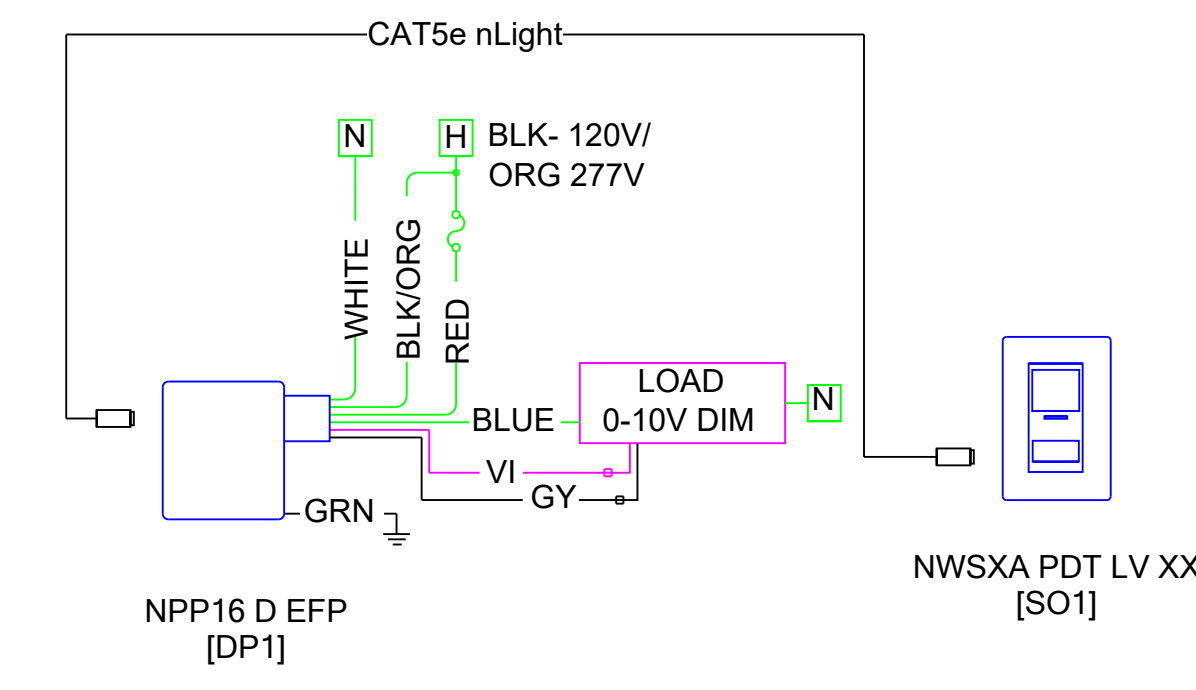 CAT5e nLight
N
H
BLK- 120V/
ORG 277V
WHITE
BLK/ORG
RED
LOAD
0-10V DIM
N
BLUE
VI
GY
GRN
NWSXA PDT LV XX
[SO1]
NPP16 D EFP
[DP1]